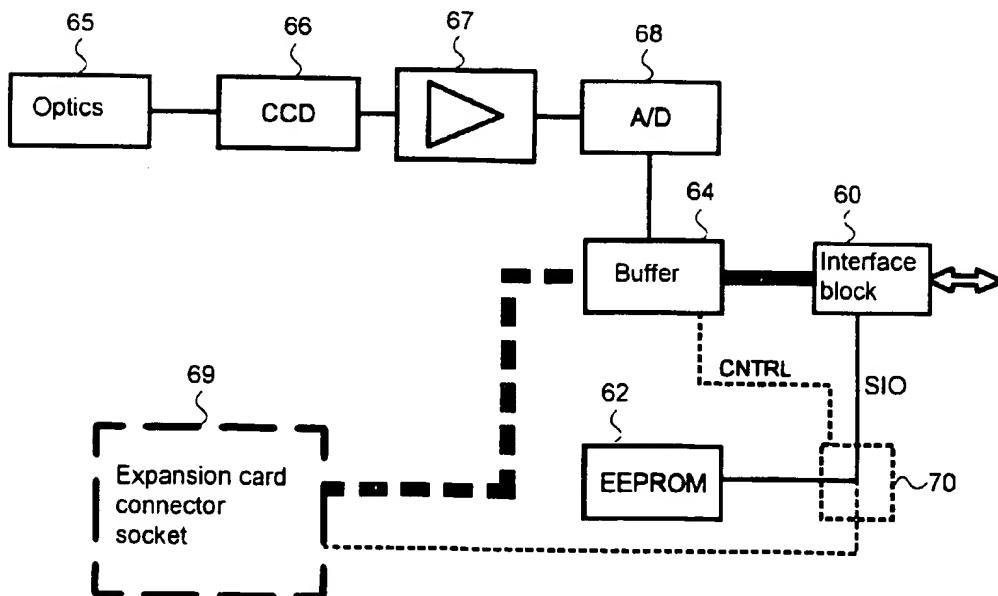 65
66
67
68
Optics
CCD
A/D
64
60
Buffer
Interface
block
CNTRL
SIO
69
62
Expansion card
connector
socket
EEPROM
70